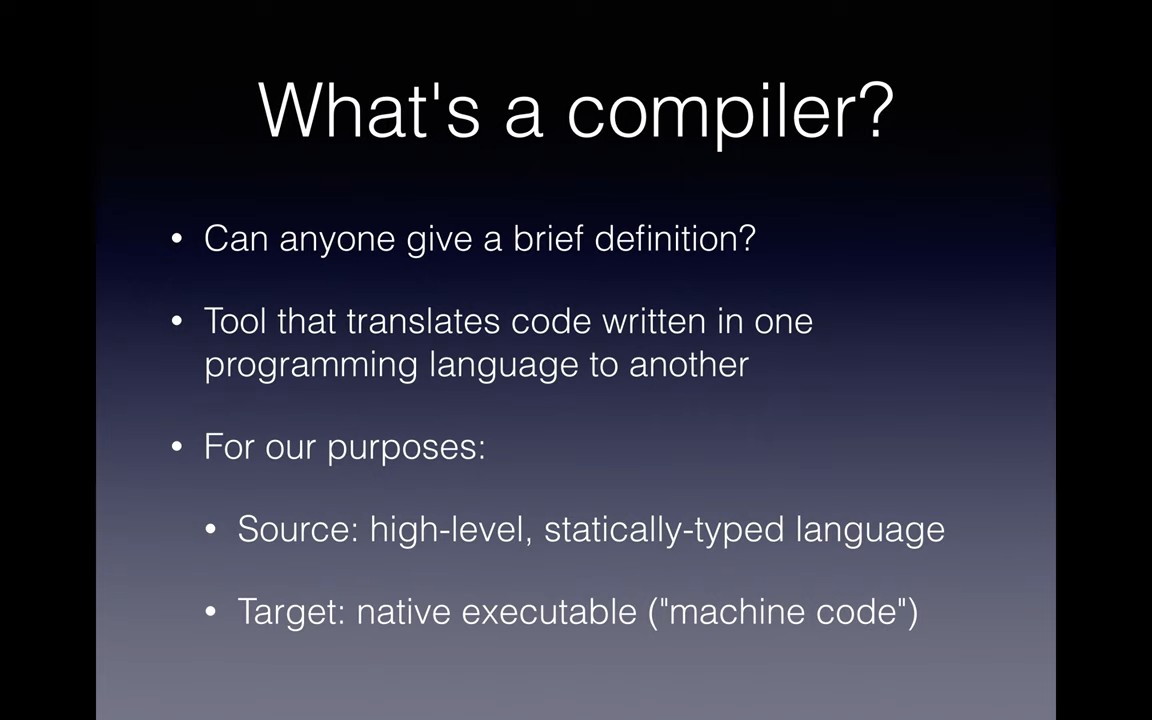 What's a compiler?
• Can anyone give a brief definition?
• Tool that translates code written in one
programming language to another
• For our purposes:
• Source: high-level, statically-typed language
• Target: native executable ("machine code")